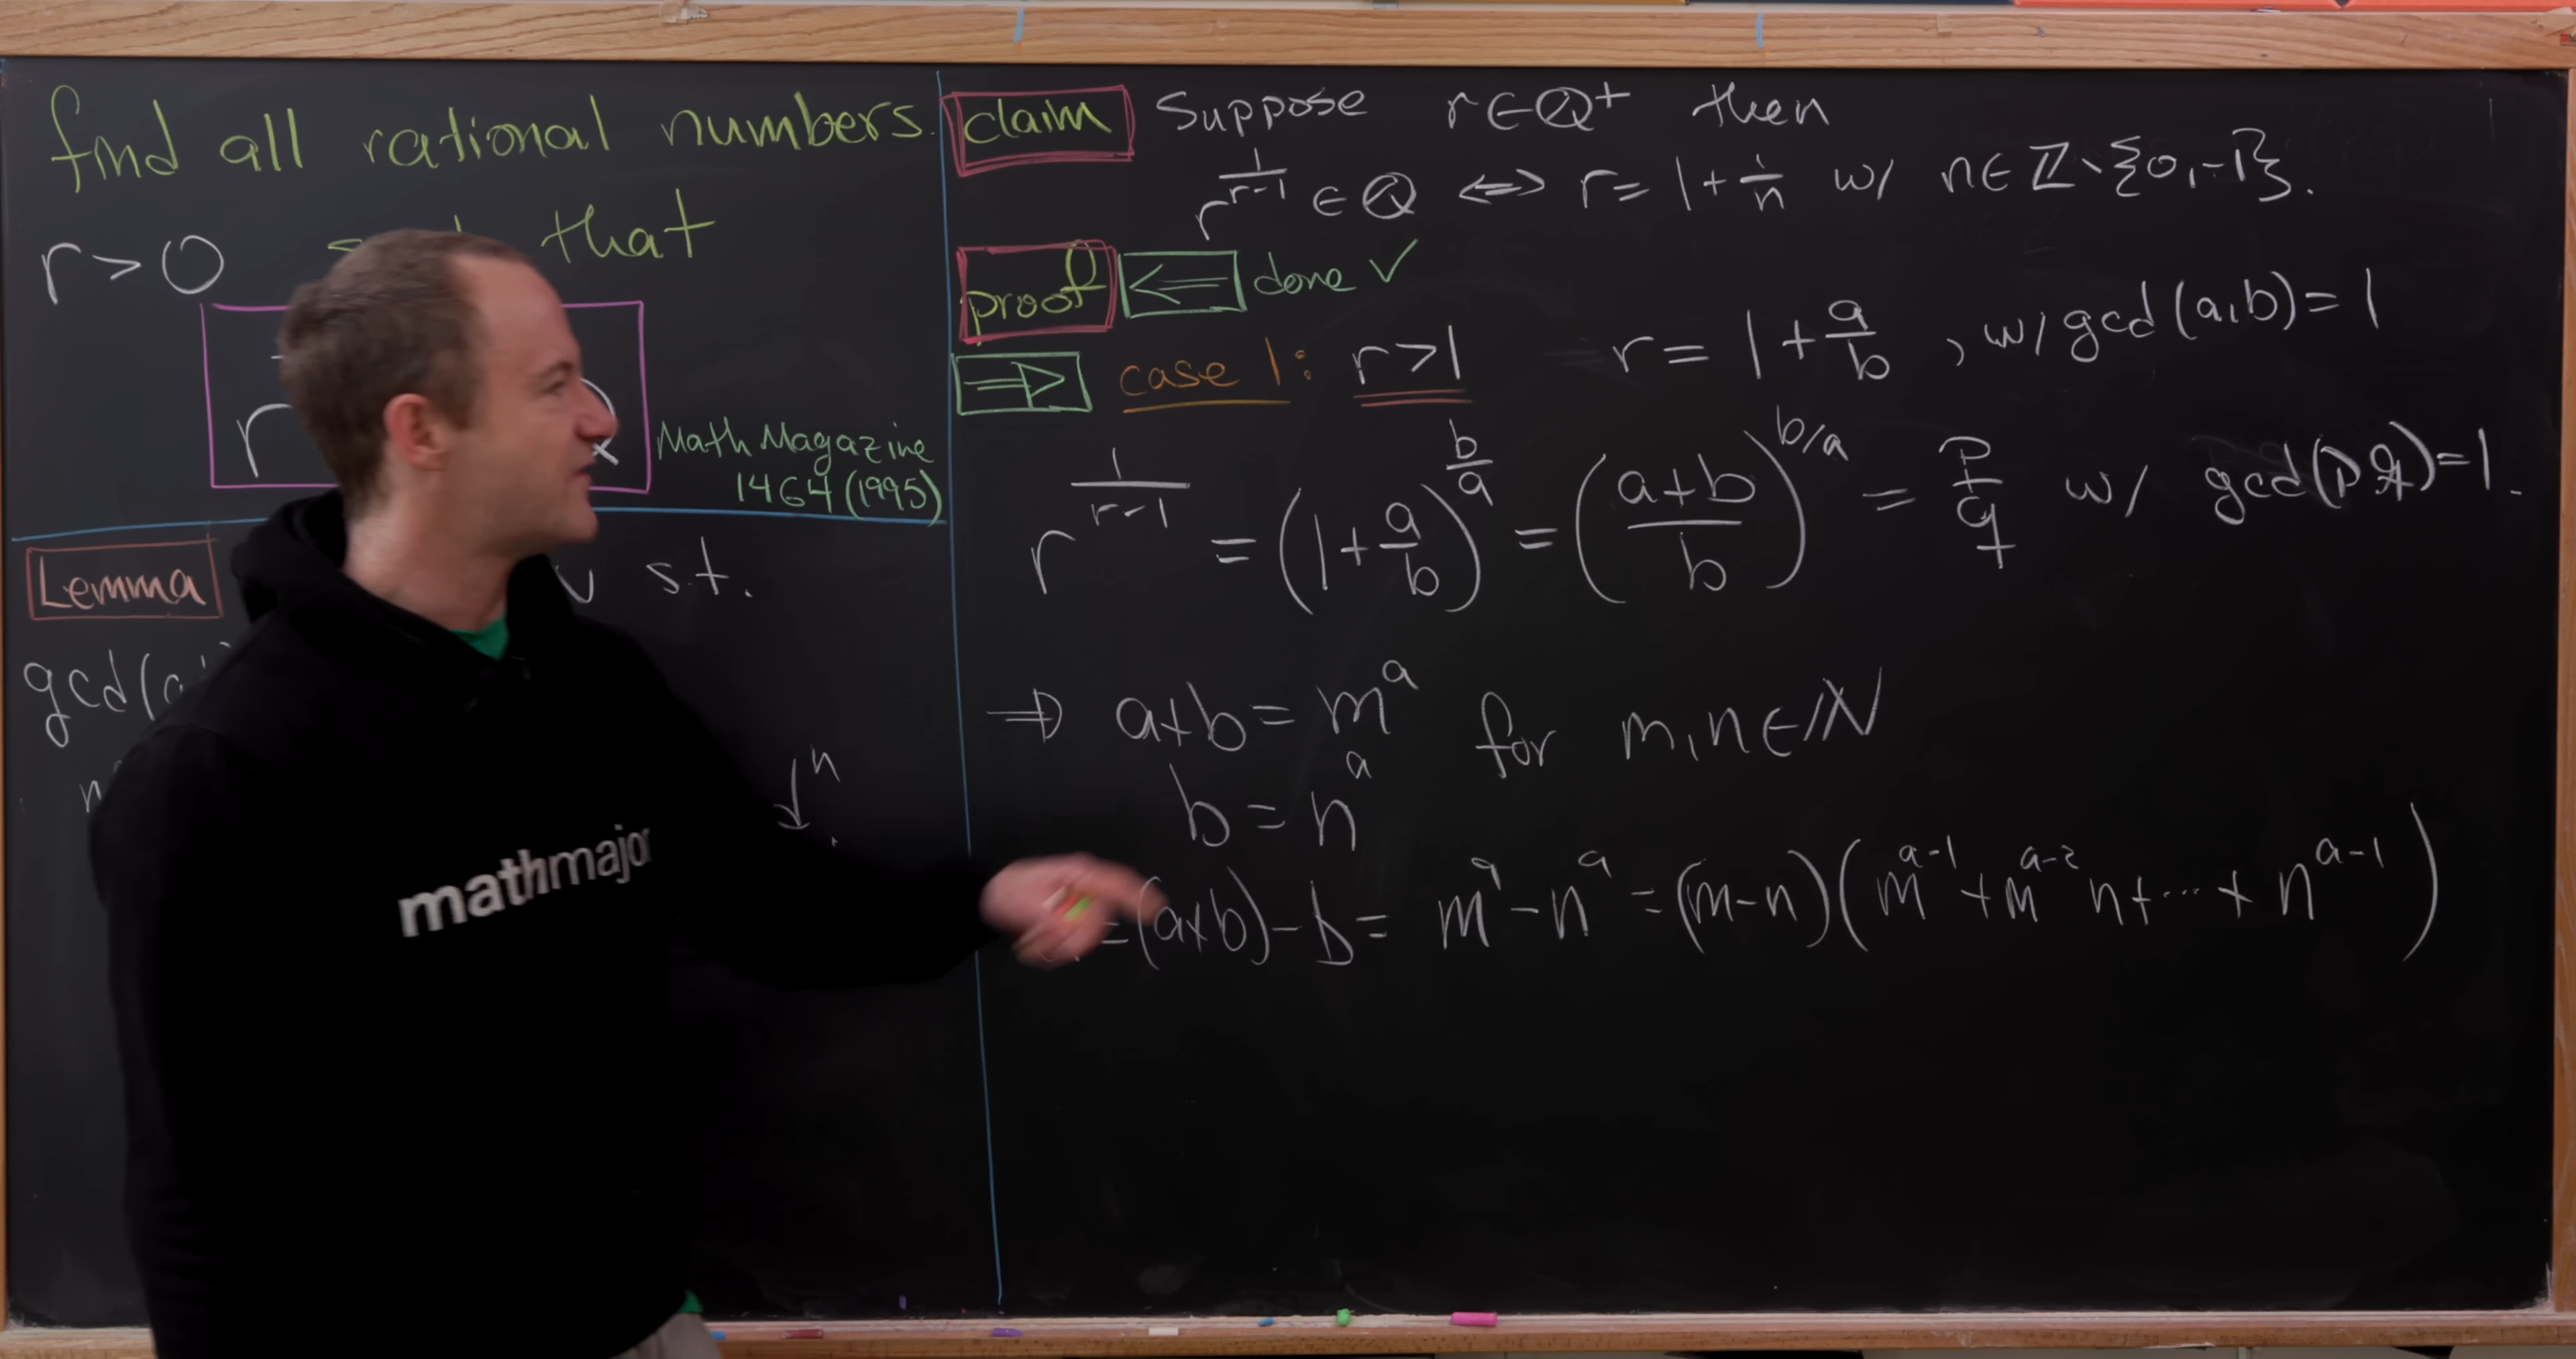 find all rational numbers
r > 0 that
r
Math Magazine
1464 (1995)
Lemma s.t.
gcd(a
n
mathmajor
claim Suppose r ∈ ℚ⁺ then
r^{1/(r-1)} ∈ ℚ ⟺ r = 1 + 1/n w/ n ∈ ℤ \ {0, -1}.
proof ⟸ done ✓
⟹ case 1: r > 1 r = 1 + a/b , w/ gcd(a,b) = 1
r^{1/(r-1)} = (1 + a/b)^{b/a} = ((a+b)/b)^{b/a} = p/q w/ gcd(p,q) = 1.
⟹ a+b = m^a for m,n ∈ ℕ
b = n^a
= (a+b) - b = m^a - n^a = (m-n)(m^{a-1} + m^{a-2} n + ⋯ + n^{a-1})